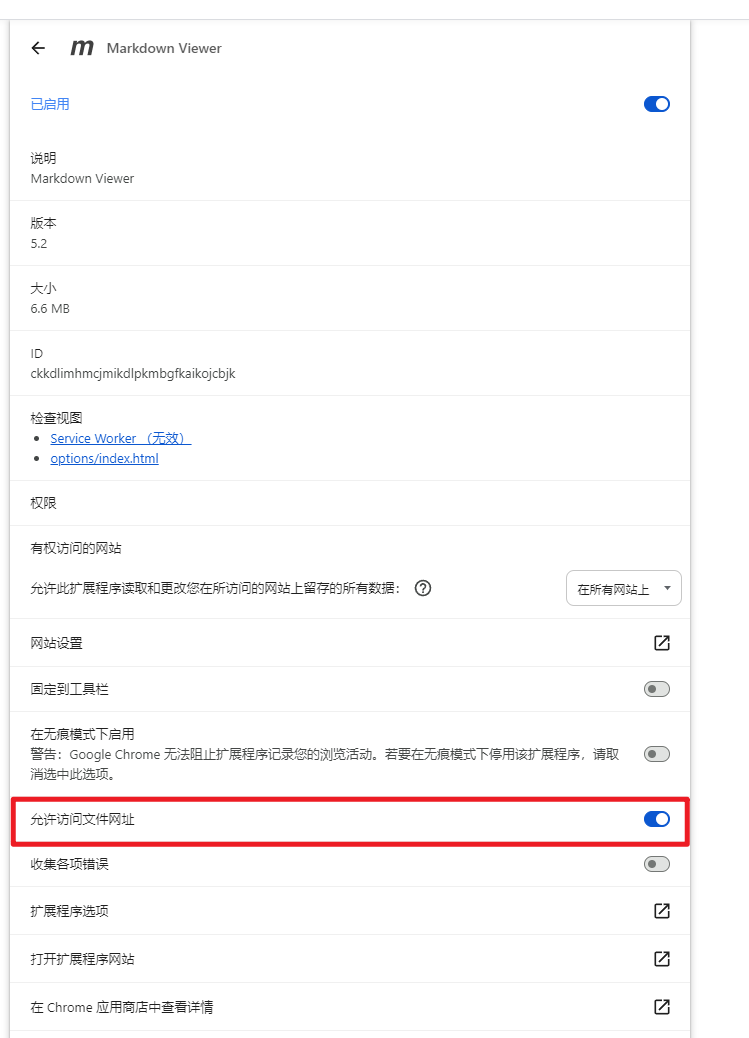 m Markdown Viewer
已启用
说明
Markdown Viewer
版本
5.2
大小
6.6 MB
ID
ckkdlimhmcjmikdlpkmbgfkaikojcbjk
检查视图
Service Worker （无效）
options/index.html
权限
有权访问的网站
允许此扩展程序读取和更改您在所访问的网站上留存的所有数据： 在所有网站上
网站设置
固定到工具栏
在无痕模式下启用
警告：Google Chrome 无法阻止扩展程序记录您的浏览活动。若要在无痕模式下停用该扩展程序，请取
消选中此选项。
允许访问文件网址
收集各项错误
扩展程序选项
打开扩展程序网站
在 Chrome 应用商店中查看详情